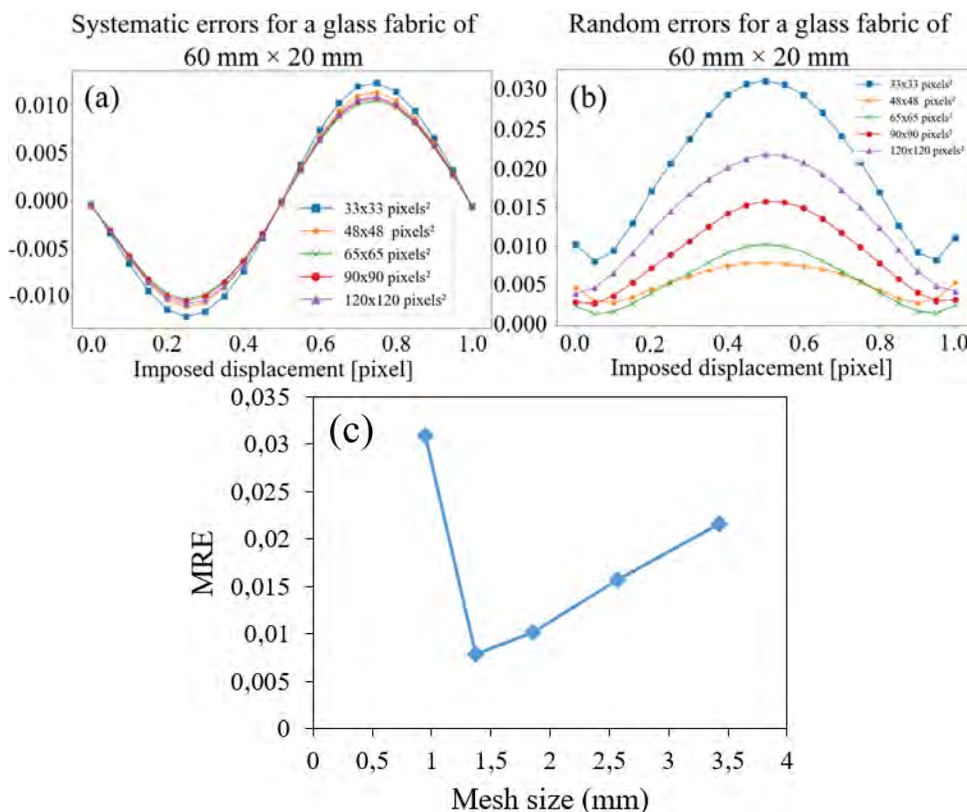 Systematic errors for a glass fabric of
60 mm × 20 mm
(a)
0.010
0.005
0.000
-0.005
-0.010
33x33 pixels²
48x48 pixels²
65x65 pixels²
90x90 pixels²
120x120 pixels²
0.0 0.2 0.4 0.6 0.8 1.0
Imposed displacement [pixel]
Random errors for a glass fabric of
60 mm × 20 mm
(b)
0.030
0.025
0.020
0.015
0.010
0.005
0.000
33x33 pixels²
48x48 pixels²
65x65 pixels²
90x90 pixels²
120x120 pixels²
0.0 0.2 0.4 0.6 0.8 1.0
Imposed displacement [pixel]
(c)
MRE
0,035
0,03
0,025
0,02
0,015
0,01
0,005
0
0 0,5 1 1,5 2 2,5 3 3,5 4
Mesh size (mm)